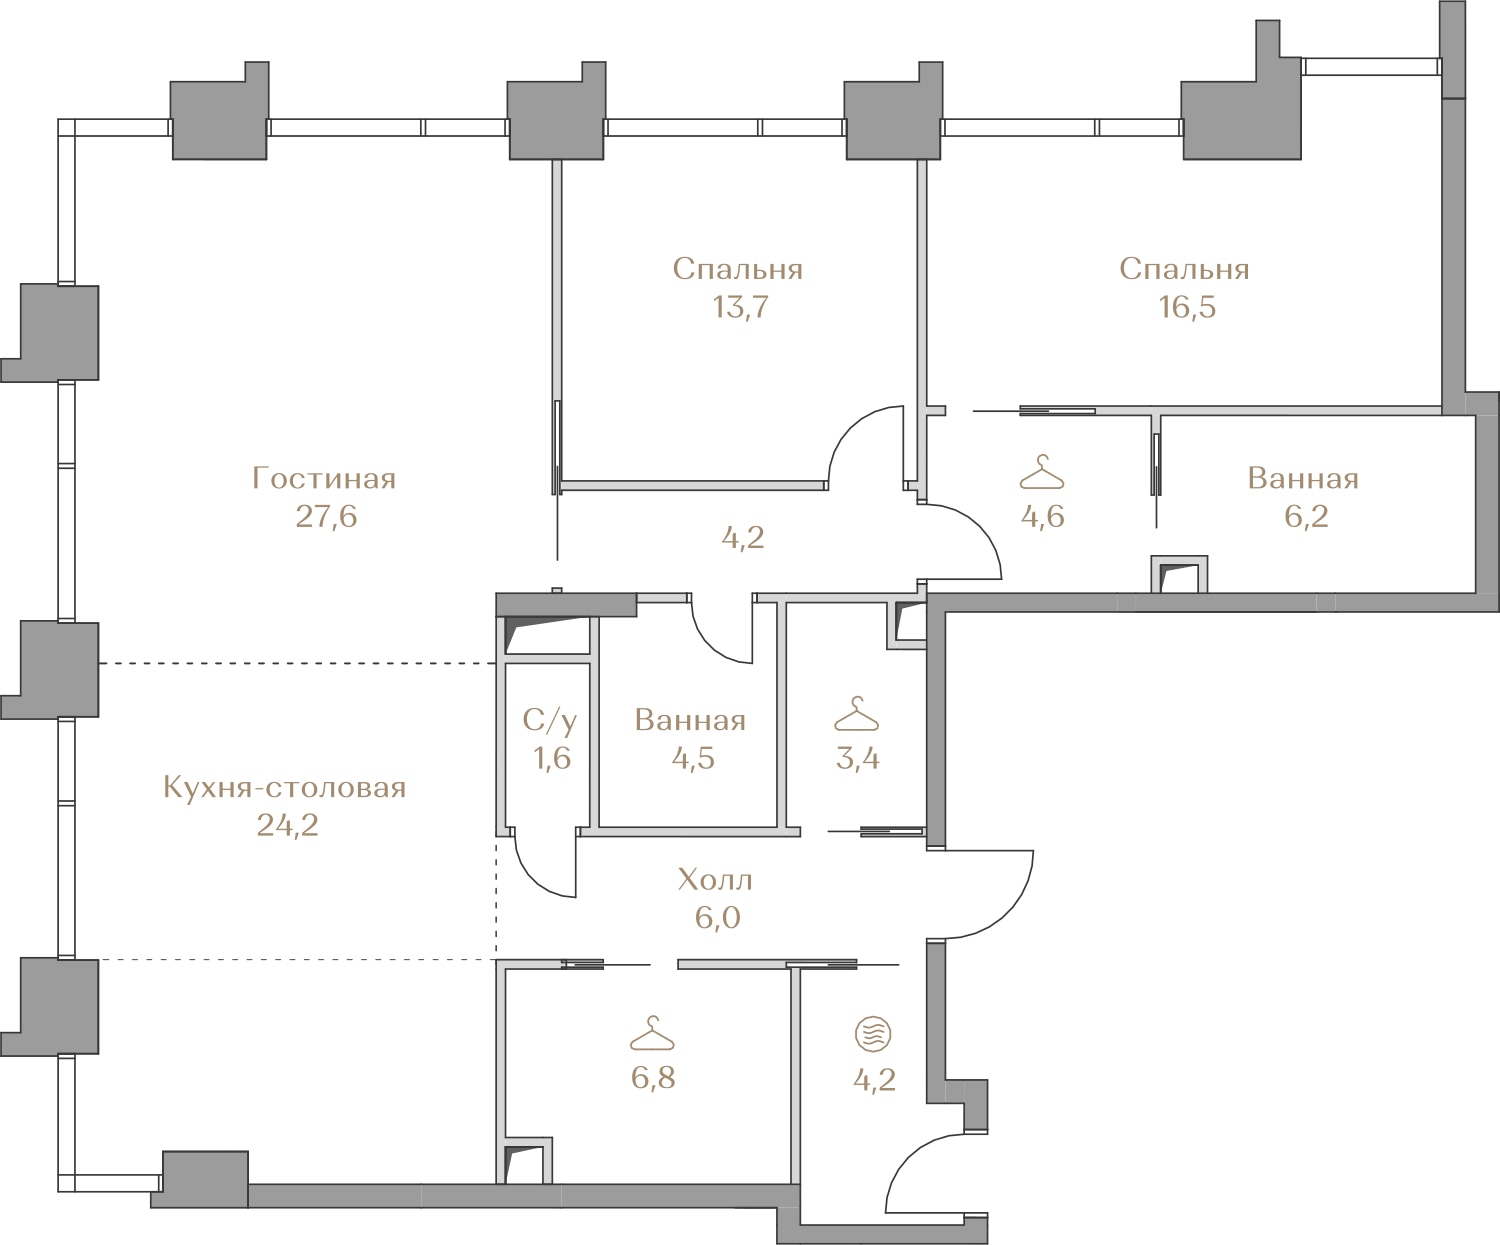 Спальня
13,7
Спальня
16,5
Гостиная
27,6
4,2
4,6
Ванная
6,2
С/у
1,6
Ванная
4,5
3,4
Кухня-столовая
24,2
Холл
6,0
6,8
4,2